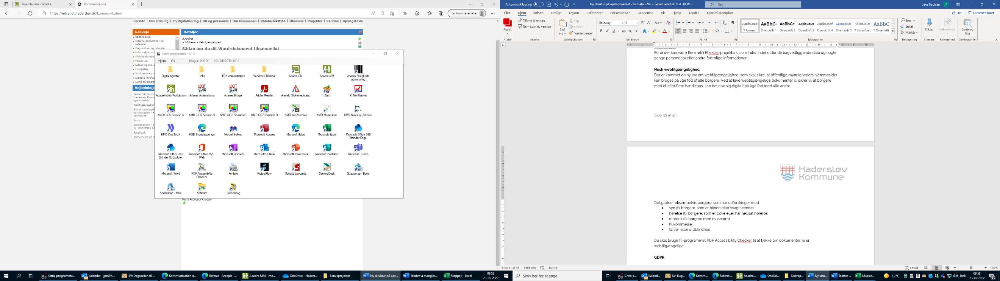 AgendaItem - Acadre
Kommunikation
https://intranet.haderslev.dk/kommunikation
Synkroniserer ikke
Forside | Min afdeling | IT/digitalisering | HR og personale | Om kommunen | Kommunikation | Økonomi | Projekter | Kantine | Opslagstavle
Genveje
haderslev.dk
Interne dagsordner og
referater
Dagsordner og referater
Information om
Whistleblowero
Forsikring
Udbud og Indk
Lovopslag
Vold og overgre
Digitale kort/GI
Sund på arbejd
Vejledninge
Sådan får du ind
Haderslev Komm
hjemmeside
Webtilgængeligh
Sådan udarbejde
og strategier i H
Kommune
Eniro
Sprogkassen - s
vi i Haderslev Ko
Facebook
Anmeldelse af si
Detaljer
Assist
• Infobasen • Webtilgængelighed
Sådan gør du dit Word-dokument tilgængeligt
Mette Rudebeck Knudsen
Citrix programmer V1.4
Hjem Vis Bruger: DIJPO VDI: UDCCTX-0711
Digital signatur Links TGK Administration Windows Tilbehør Acadre CM Acadre MM Acadre Stregkode
udskrivning
Acadre-Web Produktion Adaxes Administrator Adaxes Bruger Adobe Reader Anmeld Sikkerhedsbrud IZarc KI NetBlanket
KMD CICS Session A KMD CICS Session B KMD CICS Session C KMD CICS Session D KMD doc2archive KMD Momentum KMD Navn og Adresse
KMD OneTooX KSD Sygedagpenge Mercell Indkøb Microsoft Access Microsoft Edge Microsoft Excel Microsoft Office 365
Stifinder Edge
Microsoft Office 365
Stifinder IE Explorer
Microsoft Office365 -
Web
Microsoft Onenote Microsoft Outlook Microsoft Powerpoint Microsoft Publisher Microsoft Teams
Microsoft Word PDF Accessibility
Checker
Printere ProjectFlow Schultz Lovguide ServiceDesk Spatialmap - Basis
Spatialmap - Maxi Stifinder Telefonbog
Automatisk lagring
Ny struktur på opslagsværket - formalia - V4 - Senest ændret: fr kl. 10:39
Søg
Jens Poulsen JP
Filer Hjem Indsæt Design Layout Referencer Forsendelser Gennemse Vis Hjælp Acadre DynamicTemplate
Del Kommentarer
Assist
Tilknyt til en sag
Gem som ny version
Sæt
ind
Klip
Kopiér
Formatpensel
Raleway 9
F K U
AaBbCcDc AaBbCc AaBbCcI AaBbCcDc AaBbCcDd AaBbCcDdE AaBbCcDc AaBbC
¶ Normal Overskrift 1 Overskrift 2 Overskrift 3 Overskrift 4 Overskrift 5 ¶ Listeafsnit ¶ Overskrift
Søg
Erstat
Markér
Dikter
Følsomhed
Genbrug
filer
Assist Acadre Udklipsholder Skrifttype Afsnit Typografier Redigering Stemme Følsomhed Genbrug filer
Fordi der kan være flere ark i Et excel-projektark, som f.eks. indeholder de bagvedliggende data og nogle
gange persondata eller andre fortrolige informationer.
Husk webtilgængelighed
Der er kommet en ny lov om webtilgængelighed, som skal sikre, at offentlige myndigheders hjemmesider
kan bruges på lige fod af alle borgere. Ved at lave webtilgængelige dokumenter o, sikrer vi, at borgere
med et eller flere handicaps, kan betjene sig digitalt på lige fod med alle andre.
Side 30 af 46
Haderslev
Kommune
Det gælder eksempelvis borgere, som har udfordringer med:
• syn (fx borgere, som er blinde eller svagtseende)
• hørelse (fx borgere, som er døve eller har nedsat hørelse)
• motorik (fx borgere med musearm)
• hukommelse
• farve- eller ordblindhed
Du skal bruge IT-programmet PDF Accessibility Checker til at tjekke om dokumenterne er
webtilgængelige
GDPR
Side 31 af 46 9866 ord Dansk
Fokus 120 %
Citrix programme... Kalender - jpo@h... SV: Dagsorden til ... Kommunikation o... Referat - Arbejde -... Acadre MM - mø... OneDrive - Haders... Skriveprojektet Ny struktur på ops... Tekster vi mangler... Mappe1 - Excel
09:58
23-05-2022
Skriv her for at søge
Citrix p... Kalend... SV: Dag... Komm... Referat ... Acadre... OneDri... Skrivep... Ny stru... Tekster ... Mappe...
12°C DAN
09:58
23-05-2022